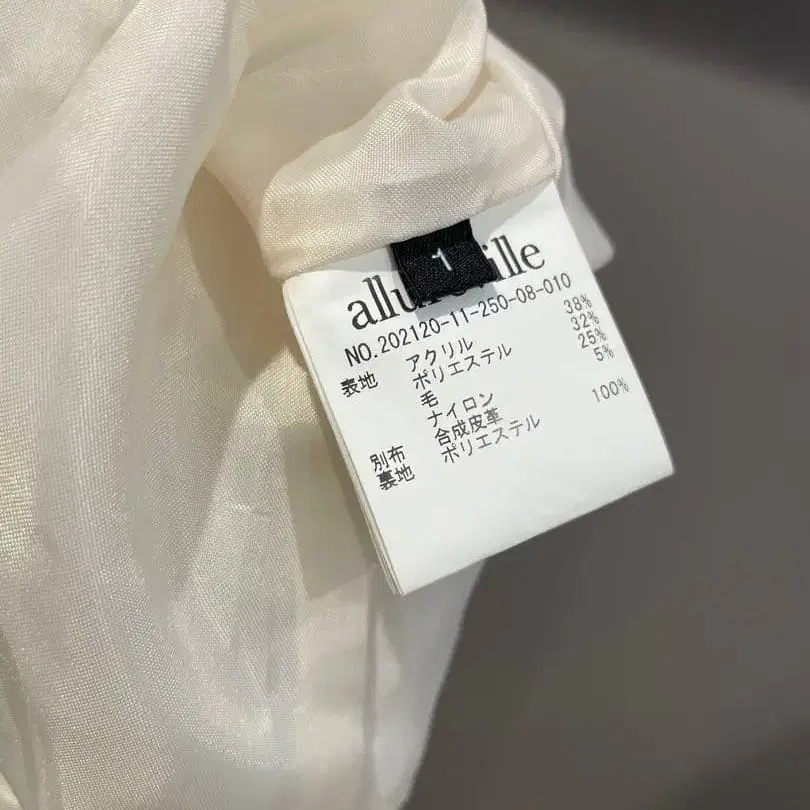 1
allu ille
NO.202120-11-250-08-010
表地 アクリル 38%
ポリエステル 32%
毛 25%
ナイロン 5%
別布 合成皮革
裏地 ポリエステル 100%